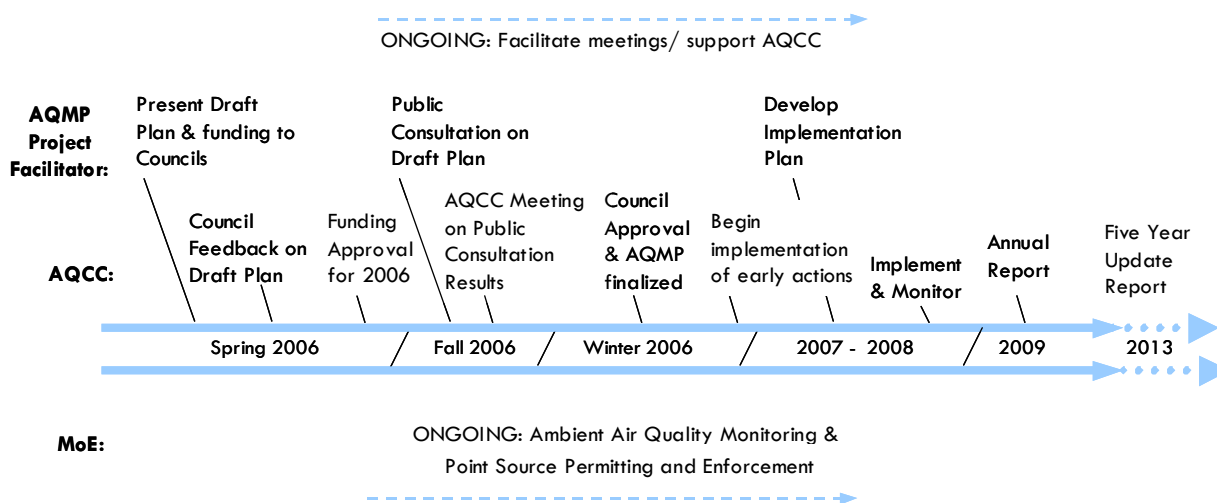 ONGOING: Facilitate meetings/ support AQCC
AQMP
Project
Facilitator:
Present Draft
Plan & funding to
Councils
Public
Consultation on
Draft Plan
Develop
Implementation
Plan
AQCC:
Council
Feedback on
Draft Plan
Funding
Approval
for 2006
AQCC Meeting
on Public
Consultation
Results
Council
Approval
& AQMP
finalized
Begin
implementation
of early actions
Implement
& Monitor
Annual
Report
Five Year
Update
Report
Spring 2006
Fall 2006
Winter 2006
2007 - 2008
2009
2013
MoE:
ONGOING: Ambient Air Quality Monitoring &
Point Source Permitting and Enforcement